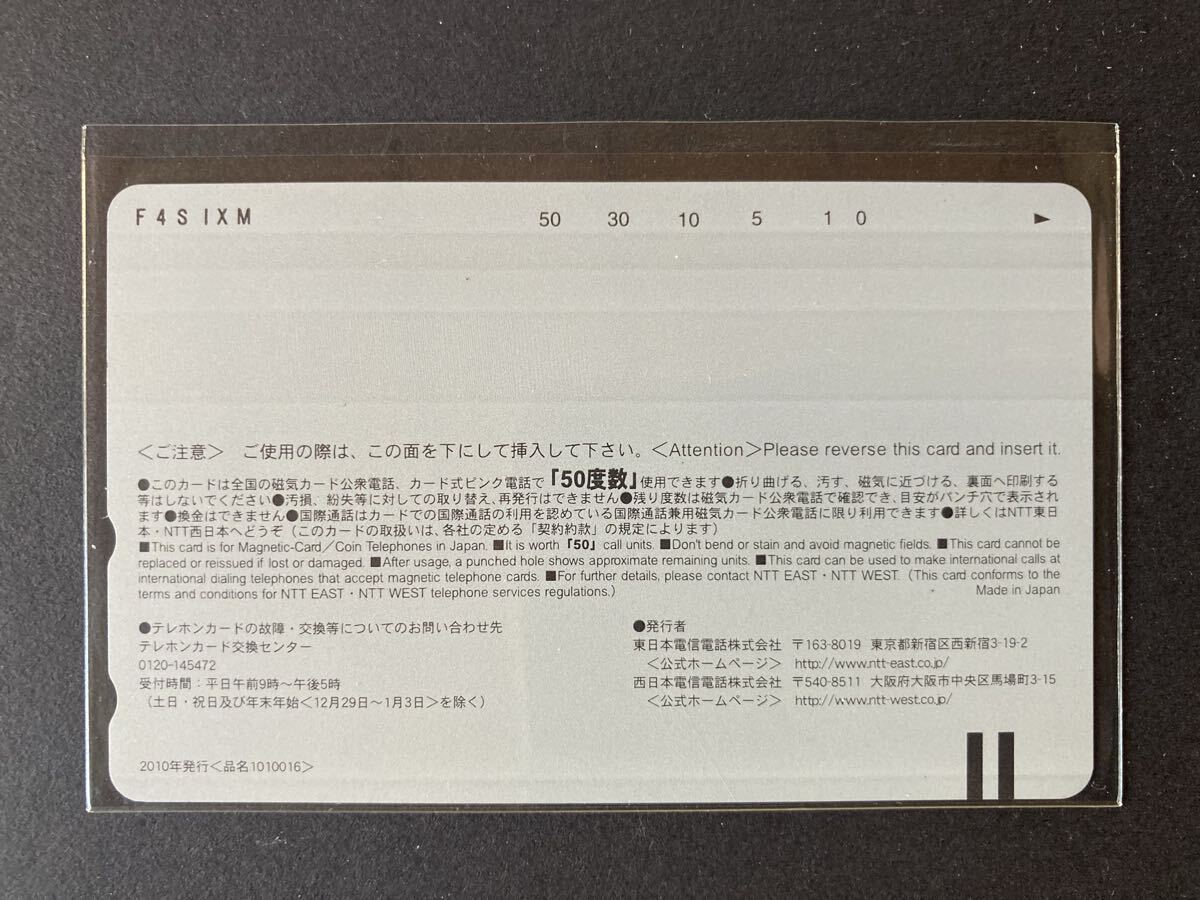 F4SIXM 50 30 10 5 1 0 ►
＜ご注意＞ ご使用の際は、この面を下にして挿入して下さい。＜Attention＞Please reverse this card and insert it.
●このカードは全国の磁気カード公衆電話、カード式ピンク電話で「50度数」使用できます●折り曲げる、汚す、磁気に近づける、裏面へ印刷する
等はしないでください●汚損、紛失等に対しての取り替え、再発行はできません●残り度数は磁気カード公衆電話で確認でき、目安がパンチ穴で表示され
ます●換金はできません●国際通話はカードでの国際通話の利用を認めている国際通話兼用磁気カード公衆電話に限り利用できます●詳しくはNTT東日
本・NTT西日本へどうぞ（このカードの取扱いは、各社の定める「契約約款」の規定によります）
■This card is for Magnetic-Card／Coin Telephones in Japan. ■It is worth「50」call units. ■Don't bend or stain and avoid magnetic fields. ■This card cannot be
replaced or reissued if lost or damaged. ■After usage, a punched hole shows approximate remaining units. ■This card can be used to make international calls at
international dialing telephones that accept magnetic telephone cards. ■For further details, please contact NTT EAST・NTT WEST. (This card conforms to the
terms and conditions for NTT EAST・NTT WEST telephone services regulations.) Made in Japan
●テレホンカードの故障・交換等についてのお問い合わせ先
テレホンカード交換センター
0120-145472
受付時間：平日午前9時～午後5時
（土日・祝日及び年末年始＜12月29日～1月3日＞を除く）
●発行者
東日本電信電話株式会社 〒163-8019 東京都新宿区西新宿3-19-2
＜公式ホームページ＞ http://www.ntt-east.co.jp/
西日本電信電話株式会社 〒540-8511 大阪府大阪市中央区馬場町3-15
＜公式ホームページ＞ http://www.ntt-west.co.jp/
2010年発行＜品名1010016＞